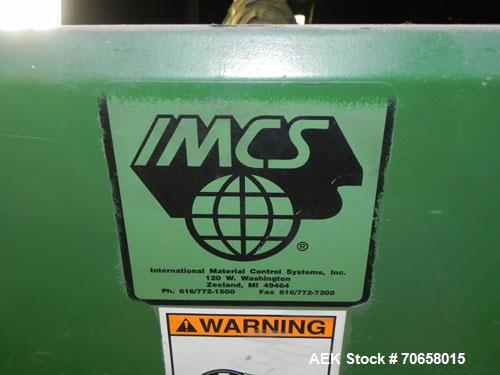 IMCS
®
International Material Control Systems, Inc.
120 W. Washington
Zeeland, MI 49464
Ph. 616/772-1500 Fax 616/772-7200
WARNING
AEK Stock #70658015